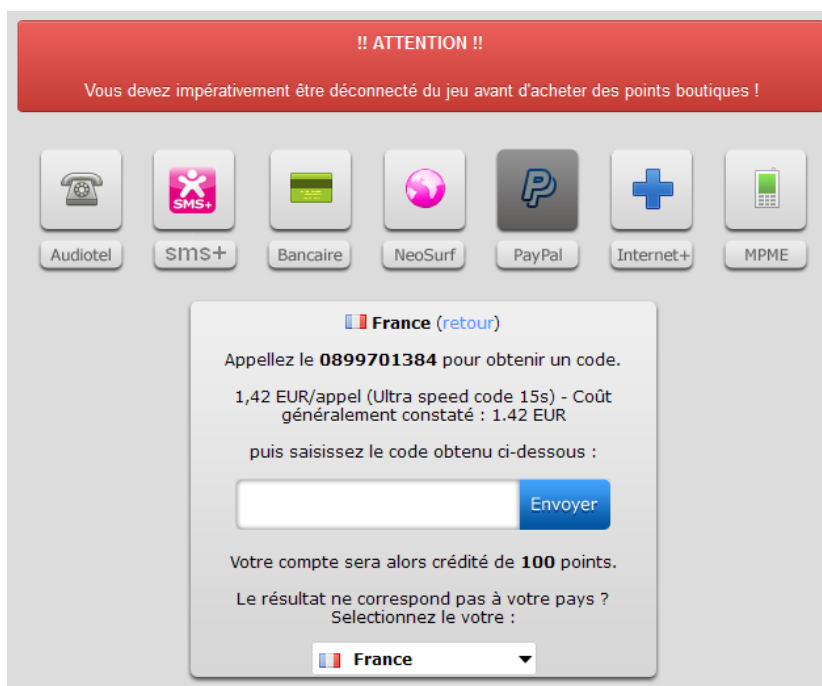 !! ATTENTION !!
Vous devez impérativement être déconnecté du jeu avant d'acheter des points boutiques !
SMS+
Audiotel
sms+
Bancaire
NeoSurf
PayPal
Internet+
MPME
France (retour)
Appellez le 0899701384 pour obtenir un code.
1,42 EUR/appel (Ultra speed code 15s) - Coût
généralement constaté : 1.42 EUR
puis saisissez le code obtenu ci-dessous :
Envoyer
Votre compte sera alors crédité de 100 points.
Le résultat ne correspond pas à votre pays ?
Selectionnez le votre :
France